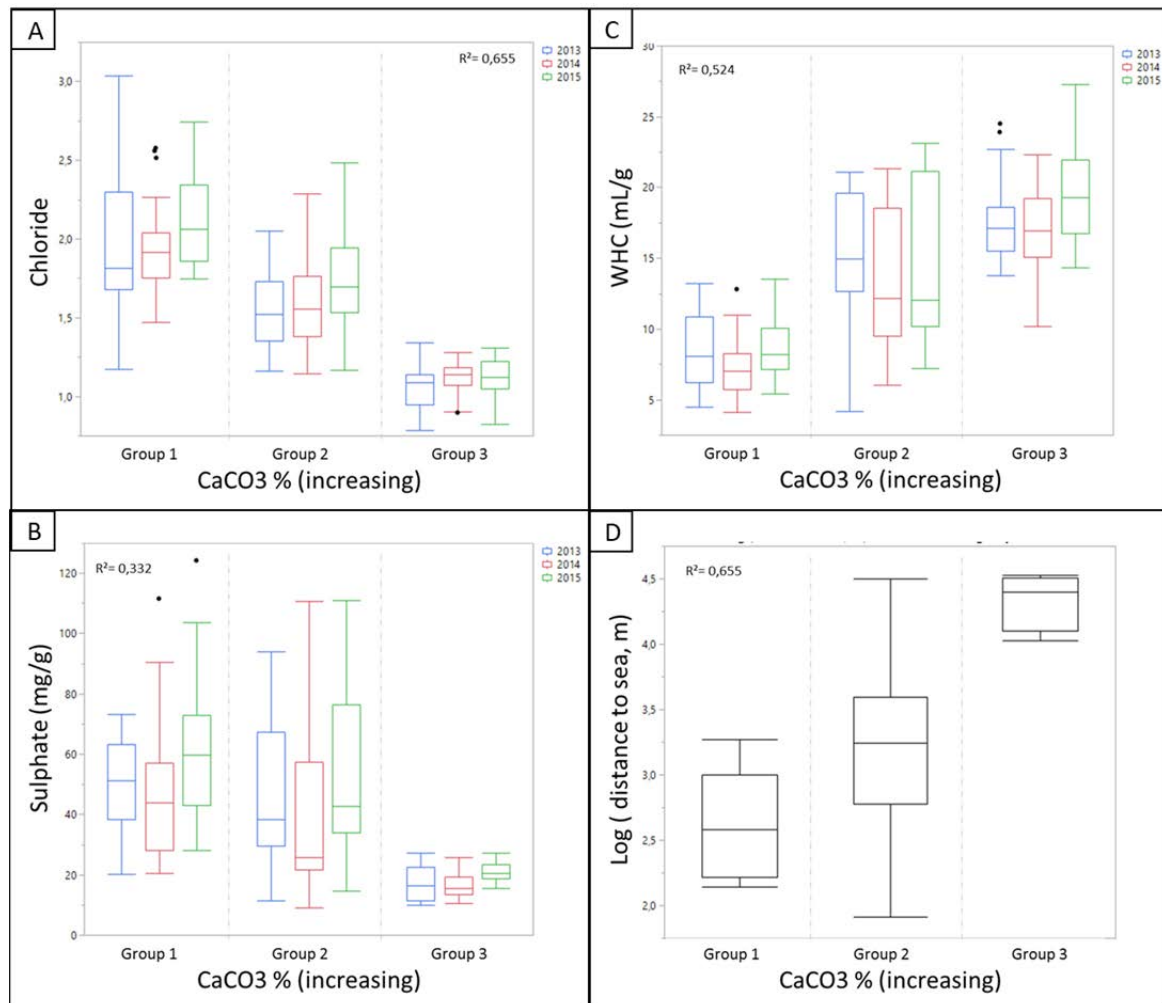 A
R²= 0,655
2013
2014
2015
3,0
2,5
2,0
1,5
1,0
Chloride
Group 1
Group 2
Group 3
CaCO3 % (increasing)
C
R²= 0,524
2013
2014
2015
30
25
20
15
10
5
WHC (mL/g)
Group 1
Group 2
Group 3
CaCO3 % (increasing)
B
R²= 0,332
2013
2014
2015
120
100
80
60
40
20
0
Sulphate (mg/g)
Group 1
Group 2
Group 3
CaCO3 % (increasing)
D
R²= 0,655
4,5
4,0
3,5
3,0
2,5
2,0
Log ( distance to sea, m)
Group 1
Group 2
Group 3
CaCO3 % (increasing)